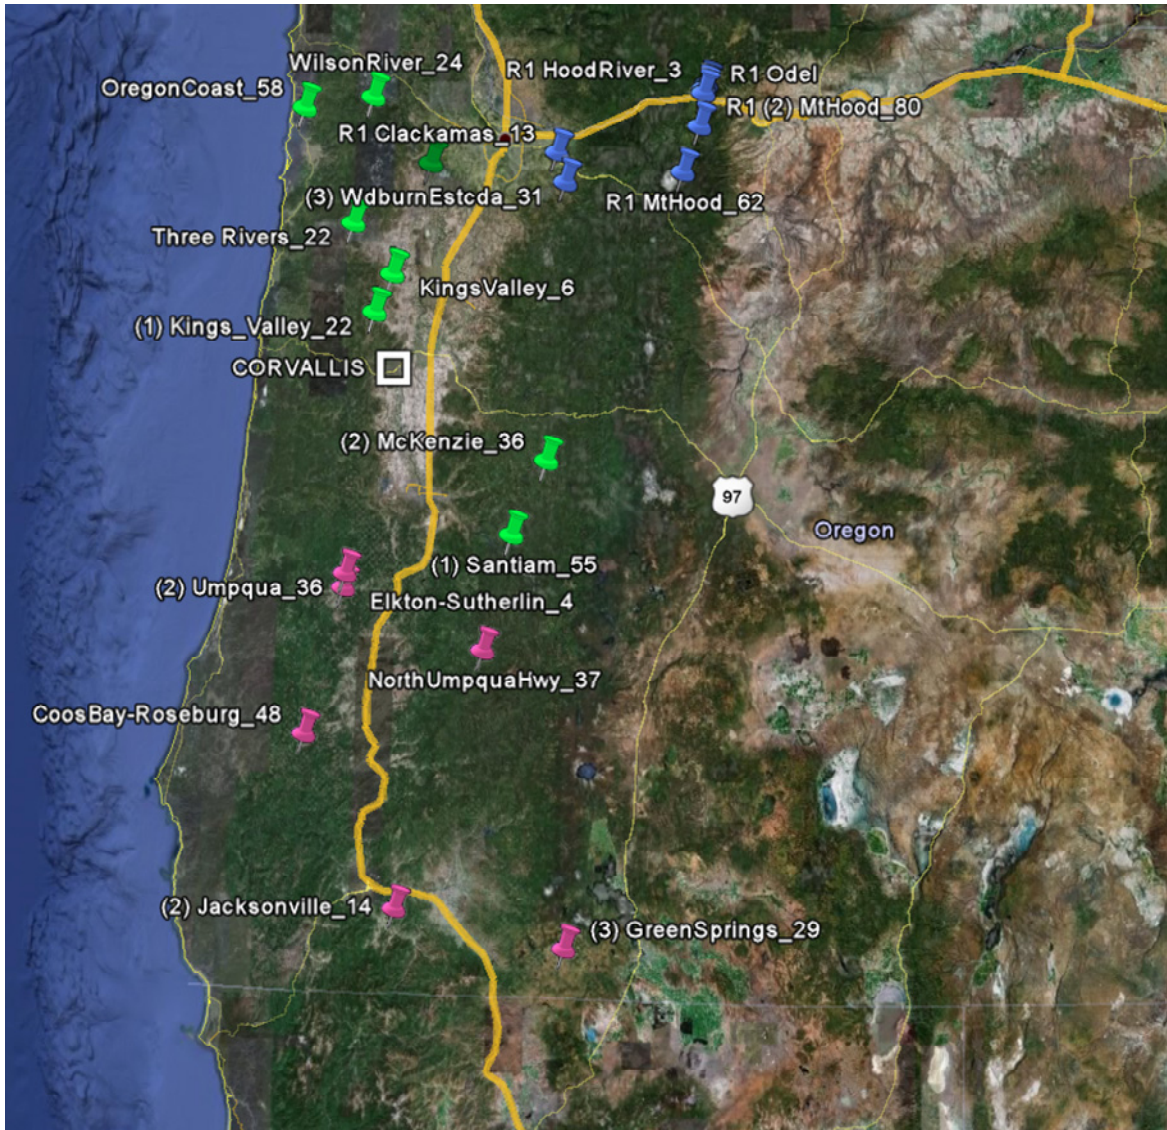 WilsonRiver_24
R1 HoodRiver_3
R1 Odel
OregonCoast_58
R1 (2) MtHood_80
R1 Clackamas_13
(3) WdburnEstcda_31
R1 MtHood_62
Three Rivers_22
KingsValley_6
(1) Kings_Valley_22
CORVALLIS
(2) McKenzie_36
97
Oregon
(1) Santiam_55
(2) Umpqua_36
Elkton-Sutherlin_4
NorthUmpquaHwy_37
CoosBay-Roseburg_48
(2) Jacksonville_14
(3) GreenSprings_29